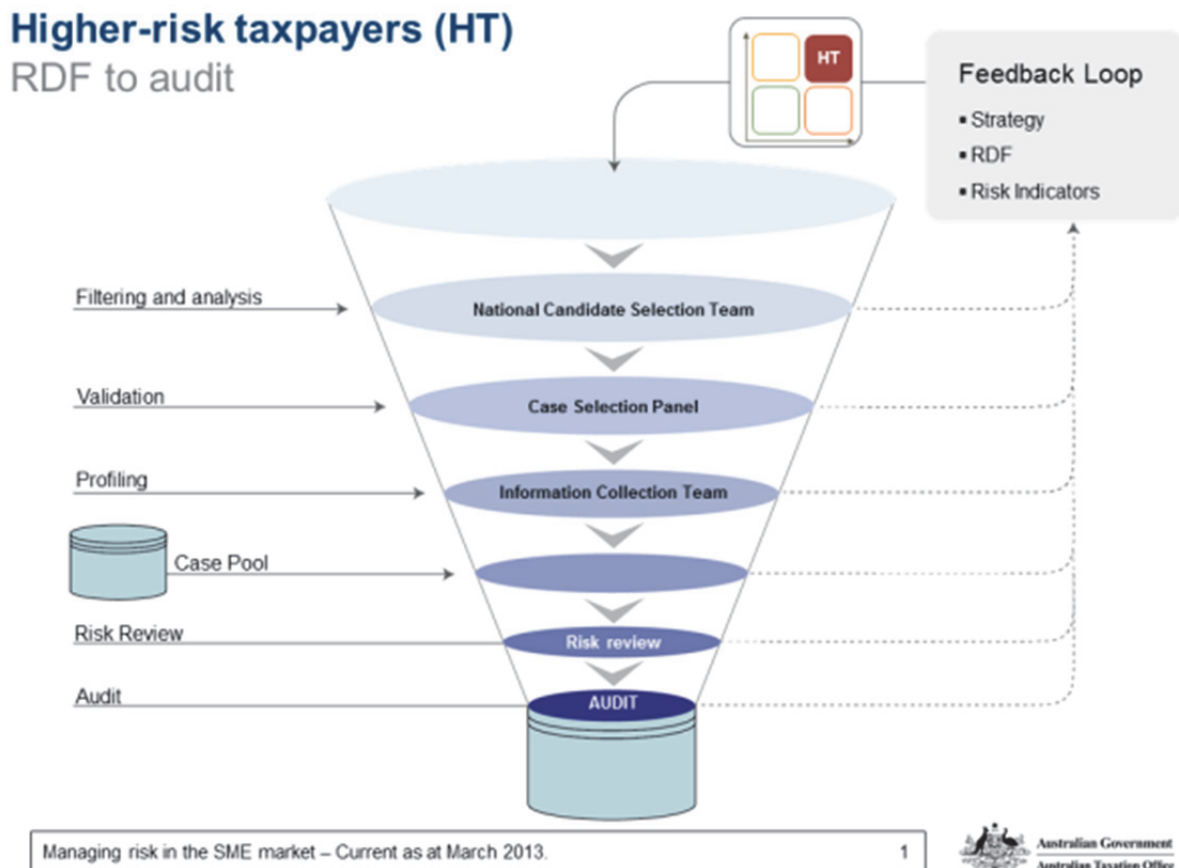 Higher-risk taxpayers (HT)
RDF to audit
HT
Feedback Loop
▪ Strategy
▪ RDF
▪ Risk Indicators
Filtering and analysis
National Candidate Selection Team
Validation
Case Selection Panel
Profiling
Information Collection Team
Case Pool
Risk Review
Risk review
Audit
AUDIT
Managing risk in the SME market – Current as at March 2013.
1
Australian Government
Australian Taxation Office